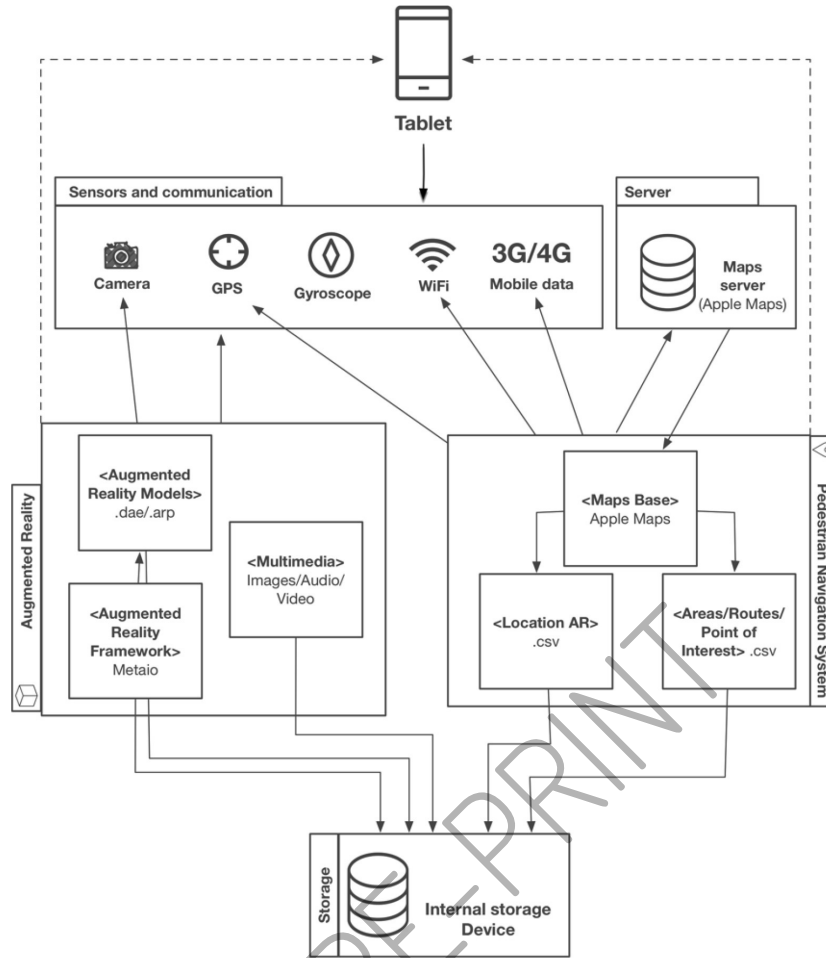 Tablet
Sensors and communication
Server
Camera
GPS
Gyroscope
WiFi
3G/4G
Mobile data
Maps
server
(Apple Maps)
Augmented Reality
<Augmented
Reality Models>
.dae/.arp
<Augmented
Reality
Framework>
Metaio
<Multimedia>
Images/Audio/
Video
<Maps Base>
Apple Maps
<Location AR>
.csv
<Areas/Routes/
Point of
Interest> .csv
Pedestrian Navigation System
Storage
Internal storage
Device
RE-PRINT